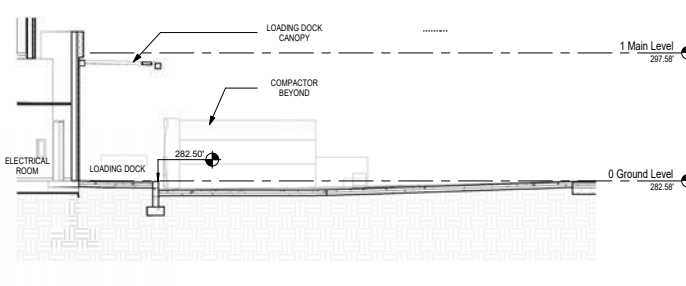 LOADING DOCK
CANOPY
1 Main Level
297.58'
COMPACTOR
BEYOND
282.50'
ELECTRICAL
ROOM
LOADING DOCK
0 Ground Level
282.58'